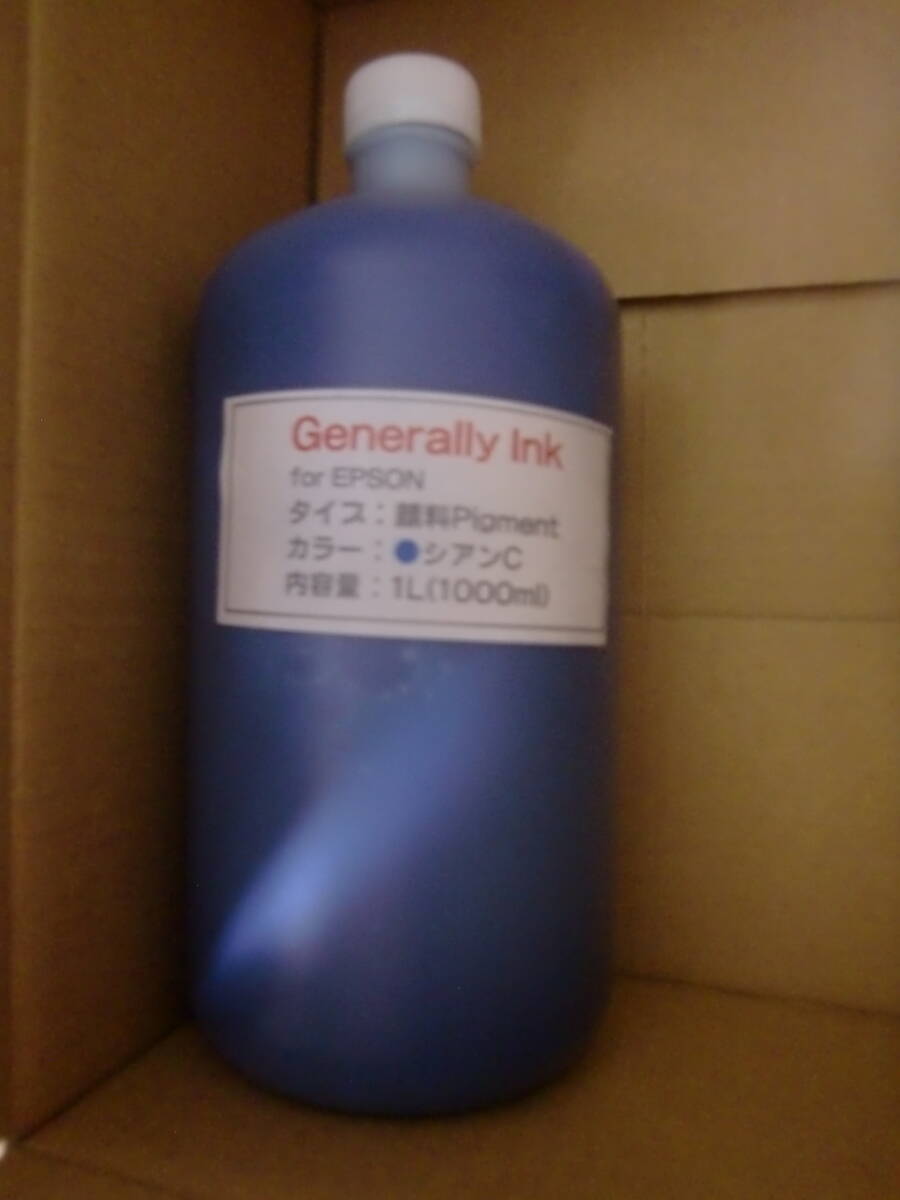 Generally Ink
for EPSON
タイプ：顔料Pigment
カラー：●シアンC
内容量：1L(1000ml)